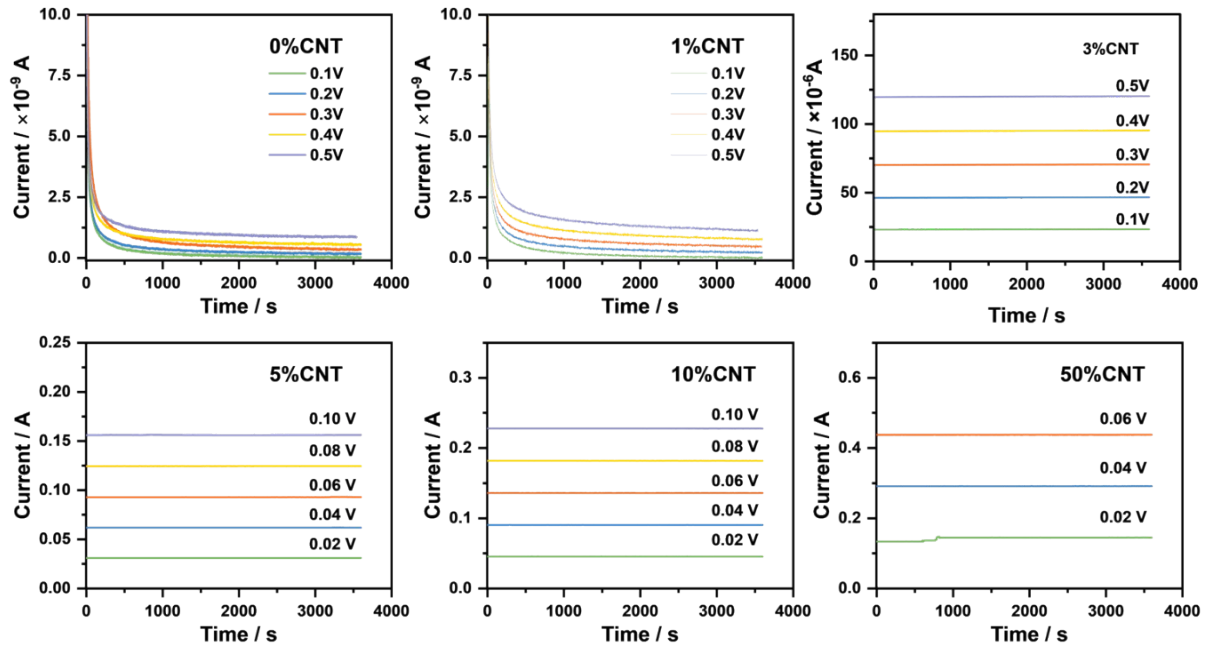 10.0
7.5
5.0
2.5
0.0
Current / ×10⁻⁹ A
0%CNT
0.1V
0.2V
0.3V
0.4V
0.5V
0 1000 2000 3000 4000
Time / s
10.0
7.5
5.0
2.5
0.0
Current / ×10⁻⁹ A
1%CNT
0.1V
0.2V
0.3V
0.4V
0.5V
0 1000 2000 3000 4000
Time / s
150
100
50
0
Current / ×10⁻⁶A
3%CNT
0.5V
0.4V
0.3V
0.2V
0.1V
0 1000 2000 3000 4000
Time / s
0.25
0.20
0.15
0.10
0.05
0.00
Current / A
5%CNT
0.10 V
0.08 V
0.06 V
0.04 V
0.02 V
0 1000 2000 3000 4000
Time / s
0.3
0.2
0.1
0.0
Current / A
10%CNT
0.10 V
0.08 V
0.06 V
0.04 V
0.02 V
0 1000 2000 3000 4000
Time / s
0.6
0.4
0.2
0.0
Current / A
50%CNT
0.06 V
0.04 V
0.02 V
0 1000 2000 3000 4000
Time / s